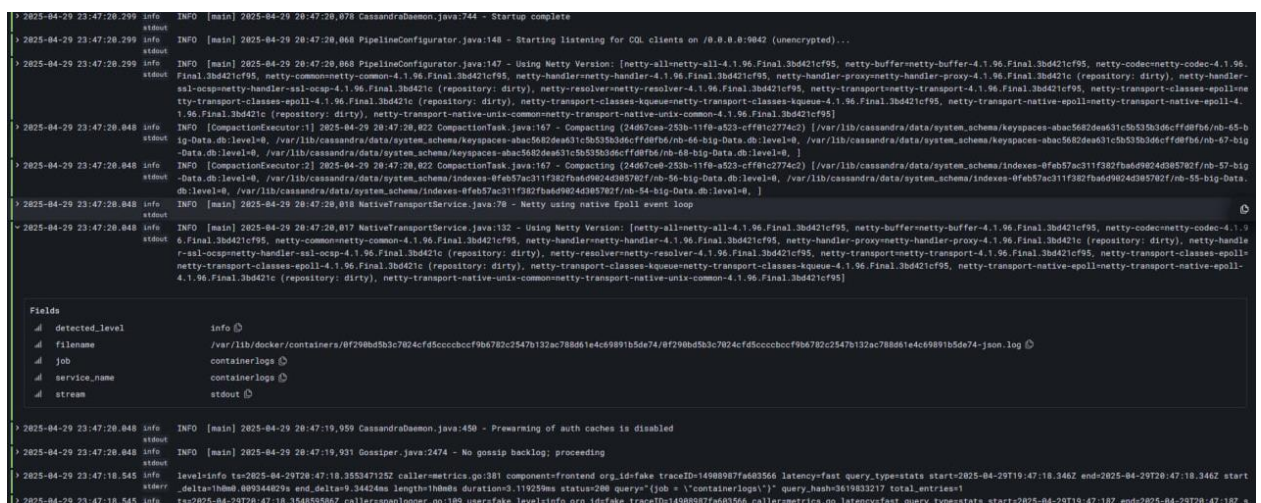 > 2025-04-29 23:47:20.299 info INFO [main] 2025-04-29 20:47:20,078 CassandraDaemon.java:744 - Startup complete
stdout
> 2025-04-29 23:47:20.299 info INFO [main] 2025-04-29 20:47:20,068 PipelineConfigurator.java:148 - Starting listening for CQL clients on /0.0.0.0:9042 (unencrypted)...
stdout
> 2025-04-29 23:47:20.299 info INFO [main] 2025-04-29 20:47:20,068 PipelineConfigurator.java:147 - Using Netty Version: [netty-all=netty-all-4.1.96.Final.3bd421cf95, netty-buffer=netty-buffer-4.1.96.Final.3bd421cf95, netty-codec=netty-codec-4.1.96.
stdout Final.3bd421cf95, netty-common=netty-common-4.1.96.Final.3bd421cf95, netty-handler=netty-handler-4.1.96.Final.3bd421cf95, netty-handler-proxy=netty-handler-proxy-4.1.96.Final.3bd421c (repository: dirty), netty-handler-
ssl-ocsp=netty-handler-ssl-ocsp-4.1.96.Final.3bd421c (repository: dirty), netty-resolver=netty-resolver-4.1.96.Final.3bd421cf95, netty-transport=netty-transport-4.1.96.Final.3bd421cf95, netty-transport-classes-epoll=ne
tty-transport-classes-epoll-4.1.96.Final.3bd421c (repository: dirty), netty-transport-classes-kqueue=netty-transport-classes-kqueue-4.1.96.Final.3bd421cf95, netty-transport-native-epoll=netty-transport-native-epoll-4.
1.96.Final.3bd421c (repository: dirty), netty-transport-native-unix-common=netty-transport-native-unix-common-4.1.96.Final.3bd421cf95]
> 2025-04-29 23:47:20.048 info INFO [CompactionExecutor:1] 2025-04-29 20:47:20,022 CompactionTask.java:167 - Compacting (24d67cea-253b-11f0-a523-cff01c2774c2) [/var/lib/cassandra/data/system_schema/keyspaces-abac5682dea631c5b535b3d6cffd0fb6/nb-65-b
stdout ig-Data.db:level=0, /var/lib/cassandra/data/system_schema/keyspaces-abac5682dea631c5b535b3d6cffd0fb6/nb-66-big-Data.db:level=0, /var/lib/cassandra/data/system_schema/keyspaces-abac5682dea631c5b535b3d6cffd0fb6/nb-67-big
-Data.db:level=0, /var/lib/cassandra/data/system_schema/keyspaces-abac5682dea631c5b535b3d6cffd0fb6/nb-68-big-Data.db:level=0, ]
> 2025-04-29 23:47:20.048 info INFO [CompactionExecutor:2] 2025-04-29 20:47:20,022 CompactionTask.java:167 - Compacting (24d67ce0-253b-11f0-a523-cff01c2774c2) [/var/lib/cassandra/data/system_schema/indexes-0feb57ac311f382fba6d9024d305702f/nb-57-big
stdout -Data.db:level=0, /var/lib/cassandra/data/system_schema/indexes-0feb57ac311f382fba6d9024d305702f/nb-56-big-Data.db:level=0, /var/lib/cassandra/data/system_schema/indexes-0feb57ac311f382fba6d9024d305702f/nb-55-big-Data.
db:level=0, /var/lib/cassandra/data/system_schema/indexes-0feb57ac311f382fba6d9024d305702f/nb-54-big-Data.db:level=0, ]
> 2025-04-29 23:47:20.048 info INFO [main] 2025-04-29 20:47:20,018 NativeTransportService.java:70 - Netty using native Epoll event loop
stdout
2025-04-29 23:47:20.048 info INFO [main] 2025-04-29 20:47:20,017 NativeTransportService.java:132 - Using Netty Version: [netty-all=netty-all-4.1.96.Final.3bd421cf95, netty-buffer=netty-buffer-4.1.96.Final.3bd421cf95, netty-codec=netty-codec-4.1.9
stdout 6.Final.3bd421cf95, netty-common=netty-common-4.1.96.Final.3bd421cf95, netty-handler=netty-handler-4.1.96.Final.3bd421cf95, netty-handler-proxy=netty-handler-proxy-4.1.96.Final.3bd421c (repository: dirty), netty-handle
r-ssl-ocsp=netty-handler-ssl-ocsp-4.1.96.Final.3bd421c (repository: dirty), netty-resolver=netty-resolver-4.1.96.Final.3bd421cf95, netty-transport=netty-transport-4.1.96.Final.3bd421cf95, netty-transport-classes-epoll=
netty-transport-classes-epoll-4.1.96.Final.3bd421c (repository: dirty), netty-transport-classes-kqueue=netty-transport-classes-kqueue-4.1.96.Final.3bd421cf95, netty-transport-native-epoll=netty-transport-native-epoll-
4.1.96.Final.3bd421c (repository: dirty), netty-transport-native-unix-common=netty-transport-native-unix-common-4.1.96.Final.3bd421cf95]
Fields
detected_level info
filename /var/lib/docker/containers/0f290bd5b3c7024cfd5ccccbccf9b6782c2547b132ac788d61e4c69891b5de74/0f290bd5b3c7024cfd5ccccbccf9b6782c2547b132ac788d61e4c69891b5de74-json.log
job containerlogs
service_name containerlogs
stream stdout
> 2025-04-29 23:47:20.048 info INFO [main] 2025-04-29 20:47:19,959 CassandraDaemon.java:450 - Prewarming of auth caches is disabled
stdout
> 2025-04-29 23:47:20.048 info INFO [main] 2025-04-29 20:47:19,931 Gossiper.java:2474 - No gossip backlog; proceeding
stdout
> 2025-04-29 23:47:18.545 info level=info ts=2025-04-29T20:47:18.355347125Z caller=metrics.go:381 component=frontend org_id=fake traceID=14908987fa603566 latency=fast query_type=stats start=2025-04-29T19:47:18.346Z end=2025-04-29T20:47:18.346Z start
stderr _delta=1h0m0.009344029s end_delta=9.34424ms length=1h0m0s duration=3.119259ms status=200 query="{job = \"containerlogs\"}" query_hash=3619833217 total_entries=1
> 2025-04-29 23:47:18.545 info